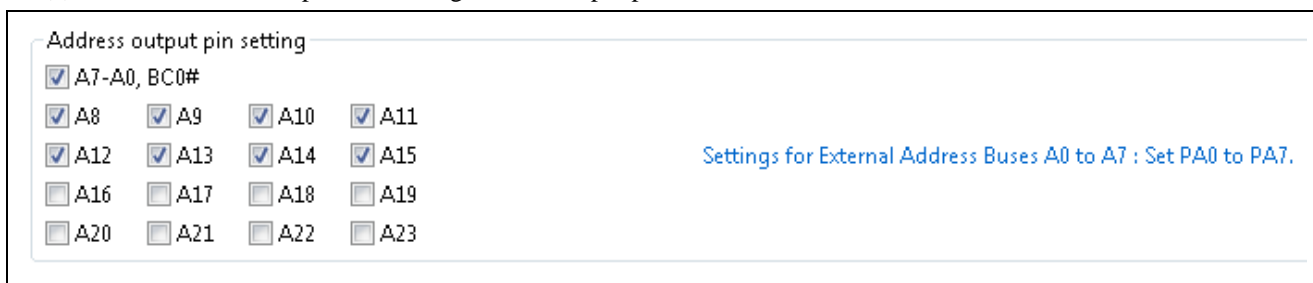 Address output pin setting
A7-A0, BC0#
A8 A9 A10 A11
A12 A13 A14 A15
Settings for External Address Buses A0 to A7 : Set PA0 to PA7.
A16 A17 A18 A19
A20 A21 A22 A23